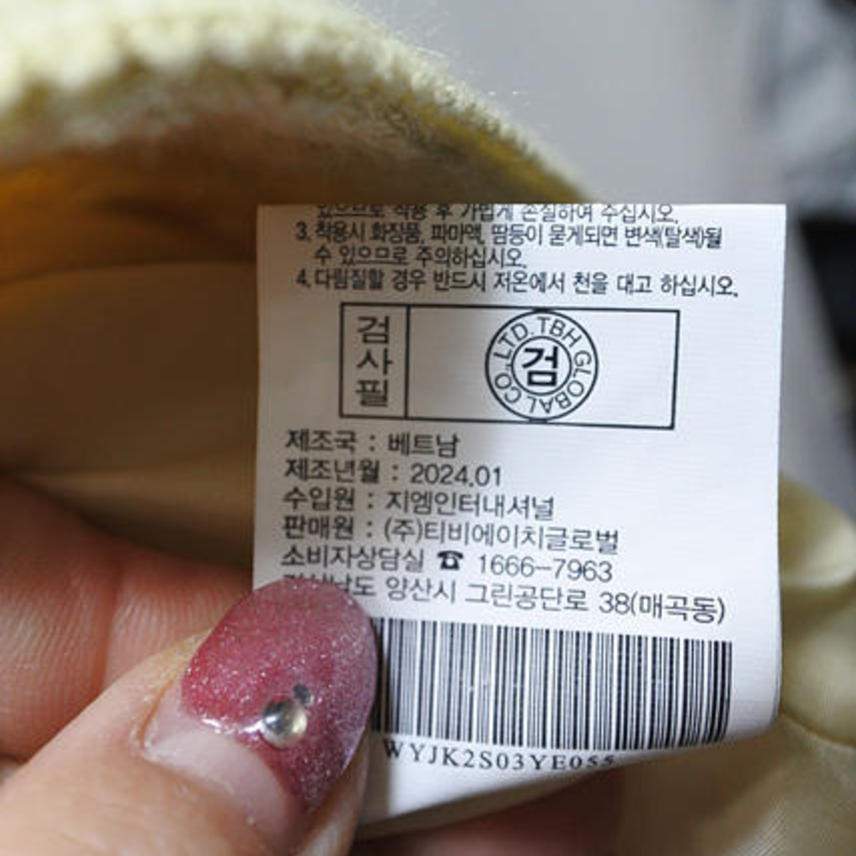 있으므로 착용 후 가볍게 손질하여 주십시오.
3. 착용시 화장품, 파마액, 땀등이 묻게되면 변색(탈색)될
수 있으므로 주의하십시오.
4. 다림질할 경우 반드시 저온에서 천을 대고 하십시오.
검사필
CO.,LTD. TBH GLOBAL
검
제조국 : 베트남
제조년월 : 2024.01
수입원 : 지엠인터내셔널
판매원 : (주)티비에이치글로벌
소비자상담실 ☎ 1666-7963
경상남도 양산시 그린공단로 38(매곡동)
WYJK2S03YE055